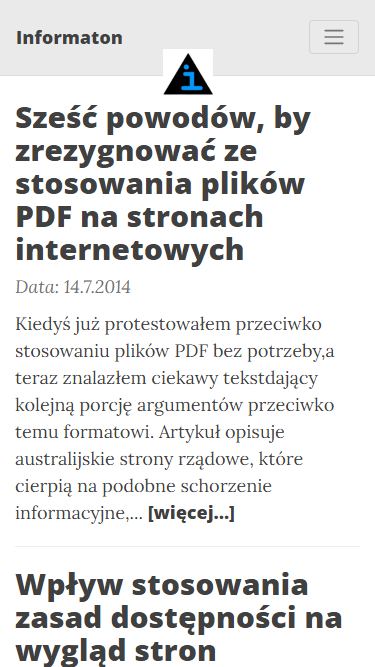 Informaton
i
Sześć powodów, by
zrezygnować ze
stosowania plików
PDF na stronach
internetowych
Data: 14.7.2014
Kiedyś już protestowałem przeciwko
stosowaniu plików PDF bez potrzeby,a
teraz znalazłem ciekawy tekstdający
kolejną porcję argumentów przeciwko
temu formatowi. Artykuł opisuje
australijskie strony rządowe, które
cierpią na podobne schorzenie
informacyjne,... [więcej...]
Wpływ stosowania
zasad dostępności na
wygląd stron